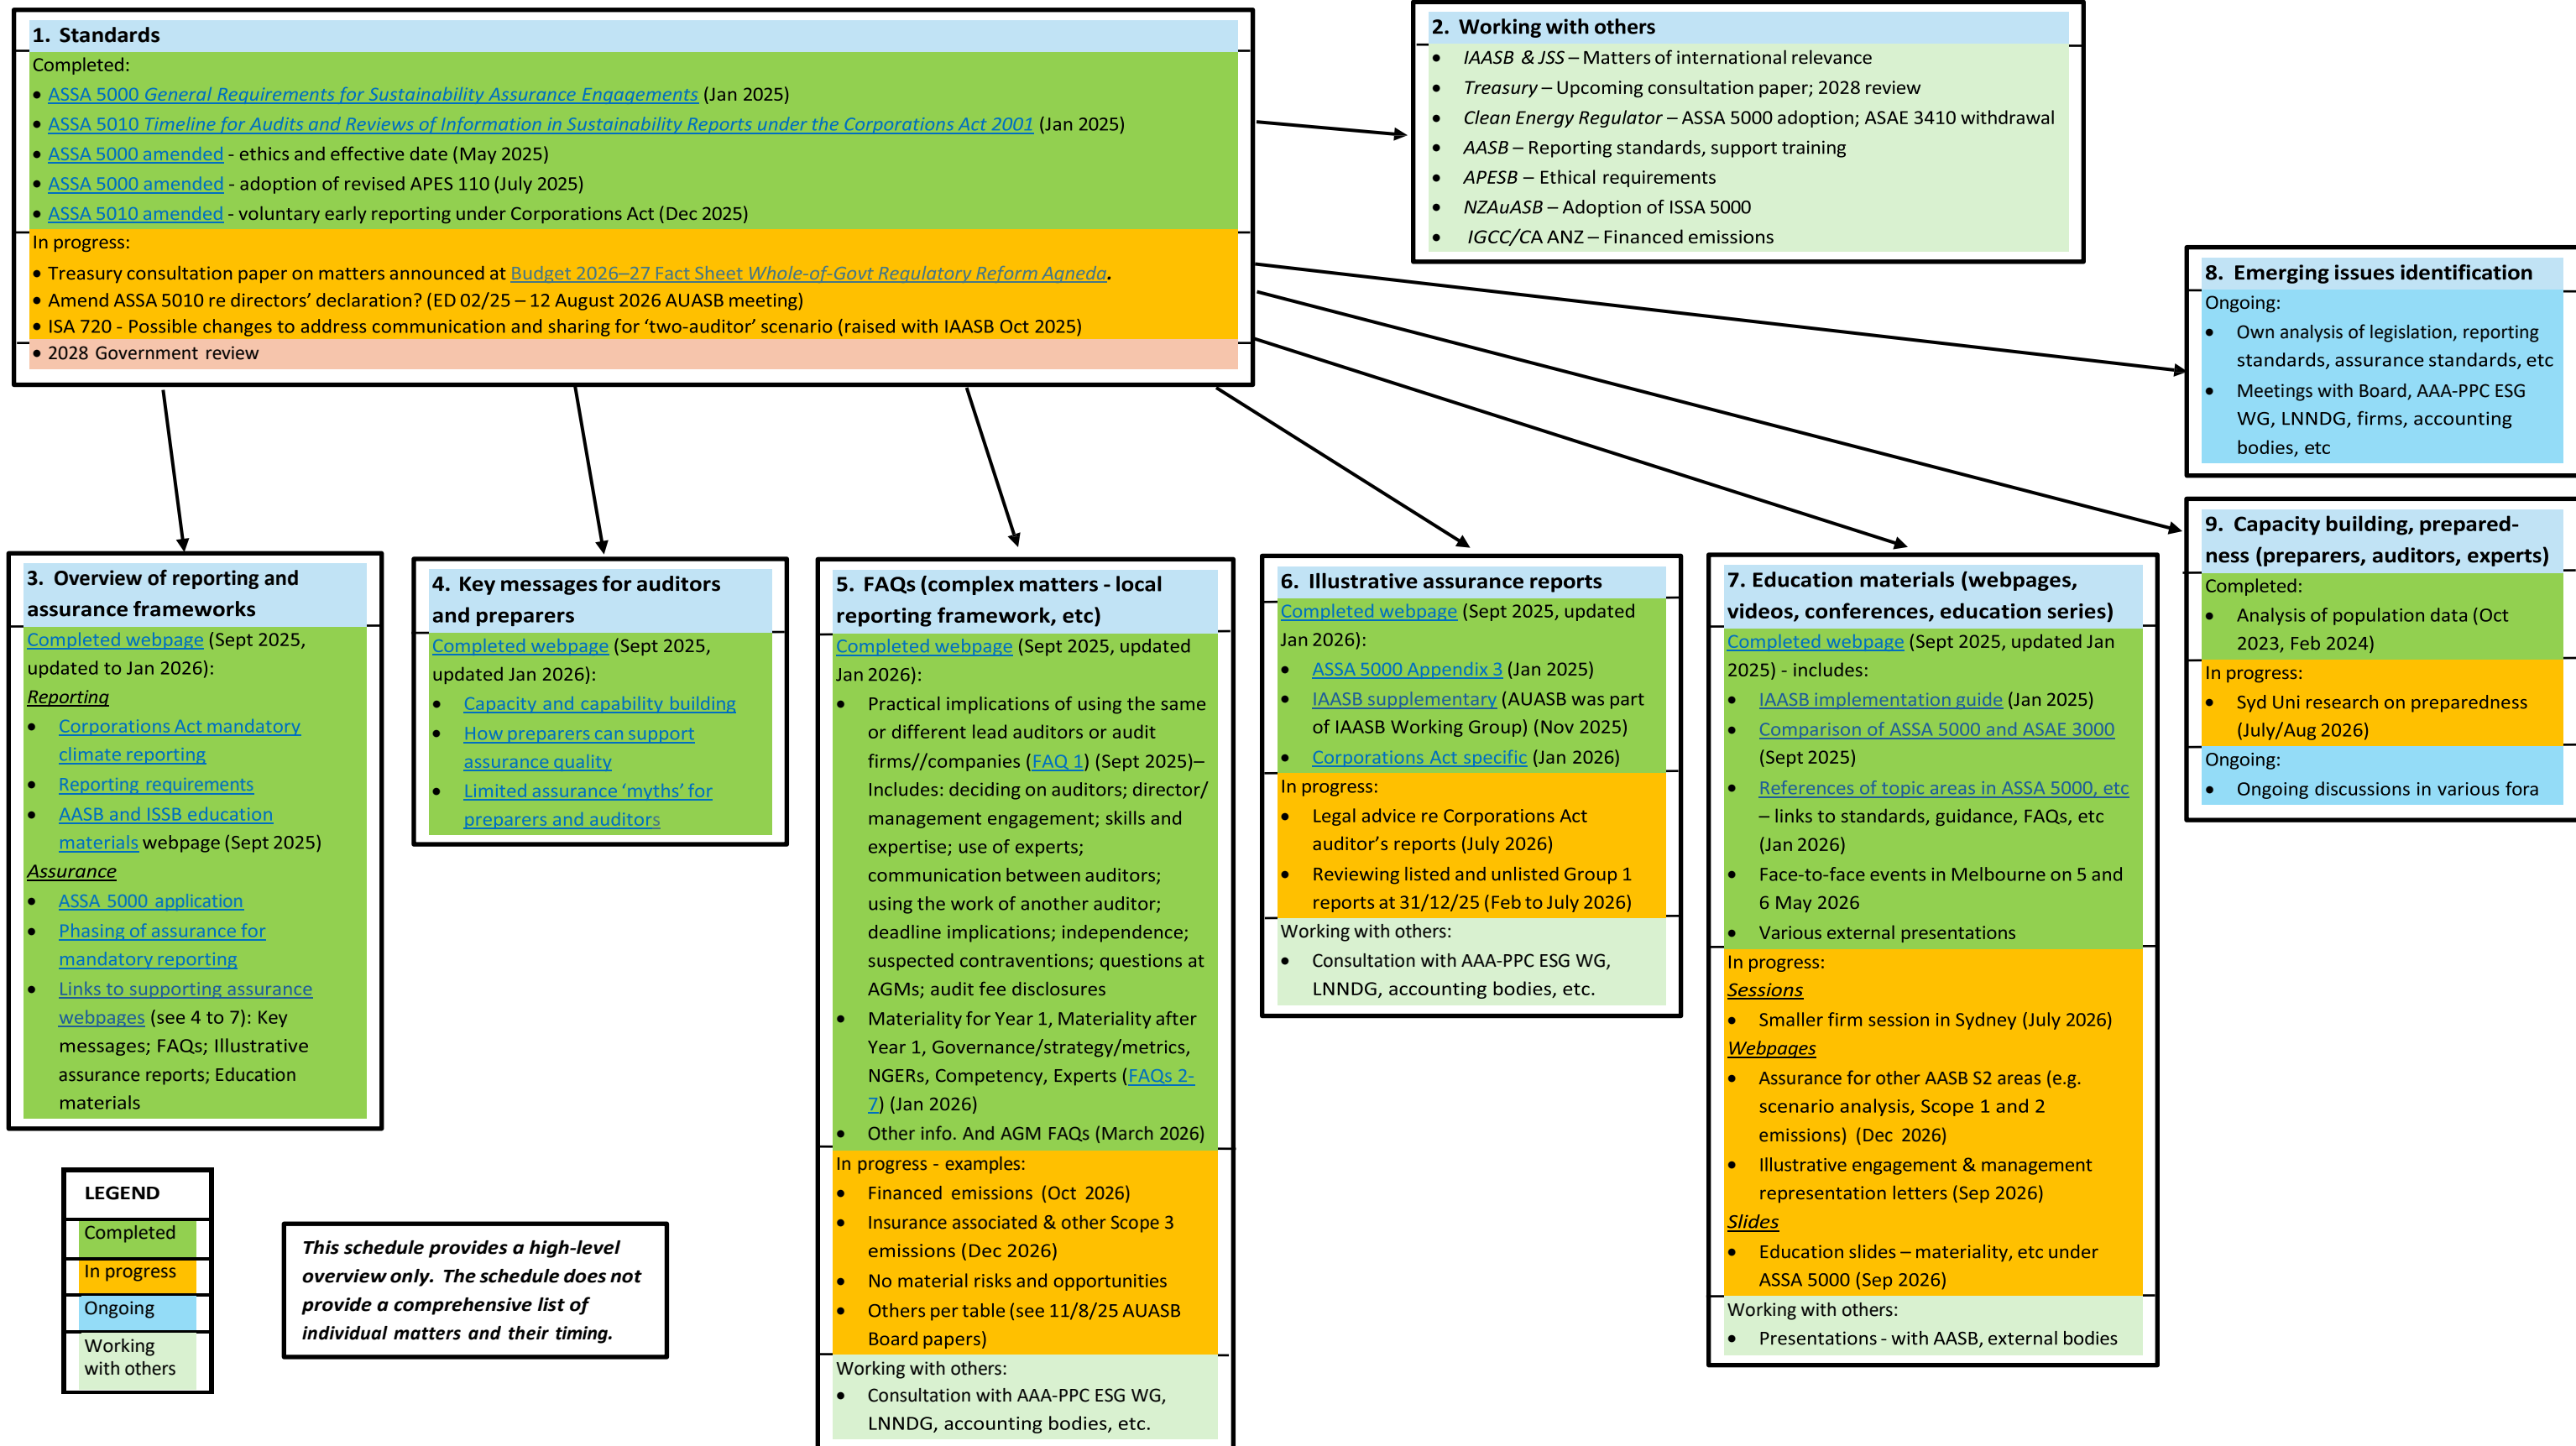 1. Standards
Completed:
• ASSA 5000 General Requirements for Sustainability Assurance Engagements (Jan 2025)
• ASSA 5010 Timeline for Audits and Reviews of Information in Sustainability Reports under the Corporations Act 2001 (Jan 2025)
• ASSA 5000 amended - ethics and effective date (May 2025)
• ASSA 5000 amended - adoption of revised APES 110 (July 2025)
• ASSA 5010 amended - voluntary early reporting under Corporations Act (Dec 2025)
In progress:
• Treasury consultation paper on matters announced at Budget 2026–27 Fact Sheet Whole-of-Govt Regulatory Reform Agneda.
• Amend ASSA 5010 re directors’ declaration? (ED 02/25 – 12 August 2026 AUASB meeting)
• ISA 720 - Possible changes to address communication and sharing for ‘two-auditor’ scenario (raised with IAASB Oct 2025)
• 2028 Government review
2. Working with others
• IAASB & JSS – Matters of international relevance
• Treasury – Upcoming consultation paper; 2028 review
• Clean Energy Regulator – ASSA 5000 adoption; ASAE 3410 withdrawal
• AASB – Reporting standards, support training
• APESB – Ethical requirements
• NZAuASB – Adoption of ISSA 5000
• IGCC/CA ANZ – Financed emissions
8. Emerging issues identification
Ongoing:
• Own analysis of legislation, reporting
standards, assurance standards, etc
• Meetings with Board, AAA-PPC ESG
WG, LNNDG, firms, accounting
bodies, etc
9. Capacity building, prepared-
ness (preparers, auditors, experts)
Completed:
• Analysis of population data (Oct
2023, Feb 2024)
In progress:
• Syd Uni research on preparedness
(July/Aug 2026)
Ongoing:
• Ongoing discussions in various fora
3. Overview of reporting and
assurance frameworks
Completed webpage (Sept 2025,
updated to Jan 2026):
Reporting
• Corporations Act mandatory
climate reporting
• Reporting requirements
• AASB and ISSB education
materials webpage (Sept 2025)
Assurance
• ASSA 5000 application
• Phasing of assurance for
mandatory reporting
• Links to supporting assurance
webpages (see 4 to 7): Key
messages; FAQs; Illustrative
assurance reports; Education
materials
4. Key messages for auditors
and preparers
Completed webpage (Sept 2025,
updated Jan 2026):
• Capacity and capability building
• How preparers can support
assurance quality
• Limited assurance ‘myths’ for
preparers and auditors
5. FAQs (complex matters - local
reporting framework, etc)
Completed webpage (Sept 2025, updated
Jan 2026):
• Practical implications of using the same
or different lead auditors or audit
firms//companies (FAQ 1) (Sept 2025)–
Includes: deciding on auditors; director/
management engagement; skills and
expertise; use of experts;
communication between auditors;
using the work of another auditor;
deadline implications; independence;
suspected contraventions; questions at
AGMs; audit fee disclosures
• Materiality for Year 1, Materiality after
Year 1, Governance/strategy/metrics,
NGERs, Competency, Experts (FAQs 2-
7) (Jan 2026)
• Other info. And AGM FAQs (March 2026)
In progress - examples:
• Financed emissions (Oct 2026)
• Insurance associated & other Scope 3
emissions (Dec 2026)
• No material risks and opportunities
• Others per table (see 11/8/25 AUASB
Board papers)
Working with others:
• Consultation with AAA-PPC ESG WG,
LNNDG, accounting bodies, etc.
6. Illustrative assurance reports
Completed webpage (Sept 2025, updated
Jan 2026):
• ASSA 5000 Appendix 3 (Jan 2025)
• IAASB supplementary (AUASB was part
of IAASB Working Group) (Nov 2025)
• Corporations Act specific (Jan 2026)
In progress:
• Legal advice re Corporations Act
auditor’s reports (July 2026)
• Reviewing listed and unlisted Group 1
reports at 31/12/25 (Feb to July 2026)
Working with others:
• Consultation with AAA-PPC ESG WG,
LNNDG, accounting bodies, etc.
7. Education materials (webpages,
videos, conferences, education series)
Completed webpage (Sept 2025, updated Jan
2025) - includes:
• IAASB implementation guide (Jan 2025)
• Comparison of ASSA 5000 and ASAE 3000
(Sept 2025)
• References of topic areas in ASSA 5000, etc
– links to standards, guidance, FAQs, etc
(Jan 2026)
• Face-to-face events in Melbourne on 5 and
6 May 2026
• Various external presentations
In progress:
Sessions
• Smaller firm session in Sydney (July 2026)
Webpages
• Assurance for other AASB S2 areas (e.g.
scenario analysis, Scope 1 and 2
emissions) (Dec 2026)
• Illustrative engagement & management
representation letters (Sep 2026)
Slides
• Education slides – materiality, etc under
ASSA 5000 (Sep 2026)
Working with others:
• Presentations - with AASB, external bodies
LEGEND
Completed
In progress
Ongoing
Working
with others
This schedule provides a high-level
overview only. The schedule does not
provide a comprehensive list of
individual matters and their timing.